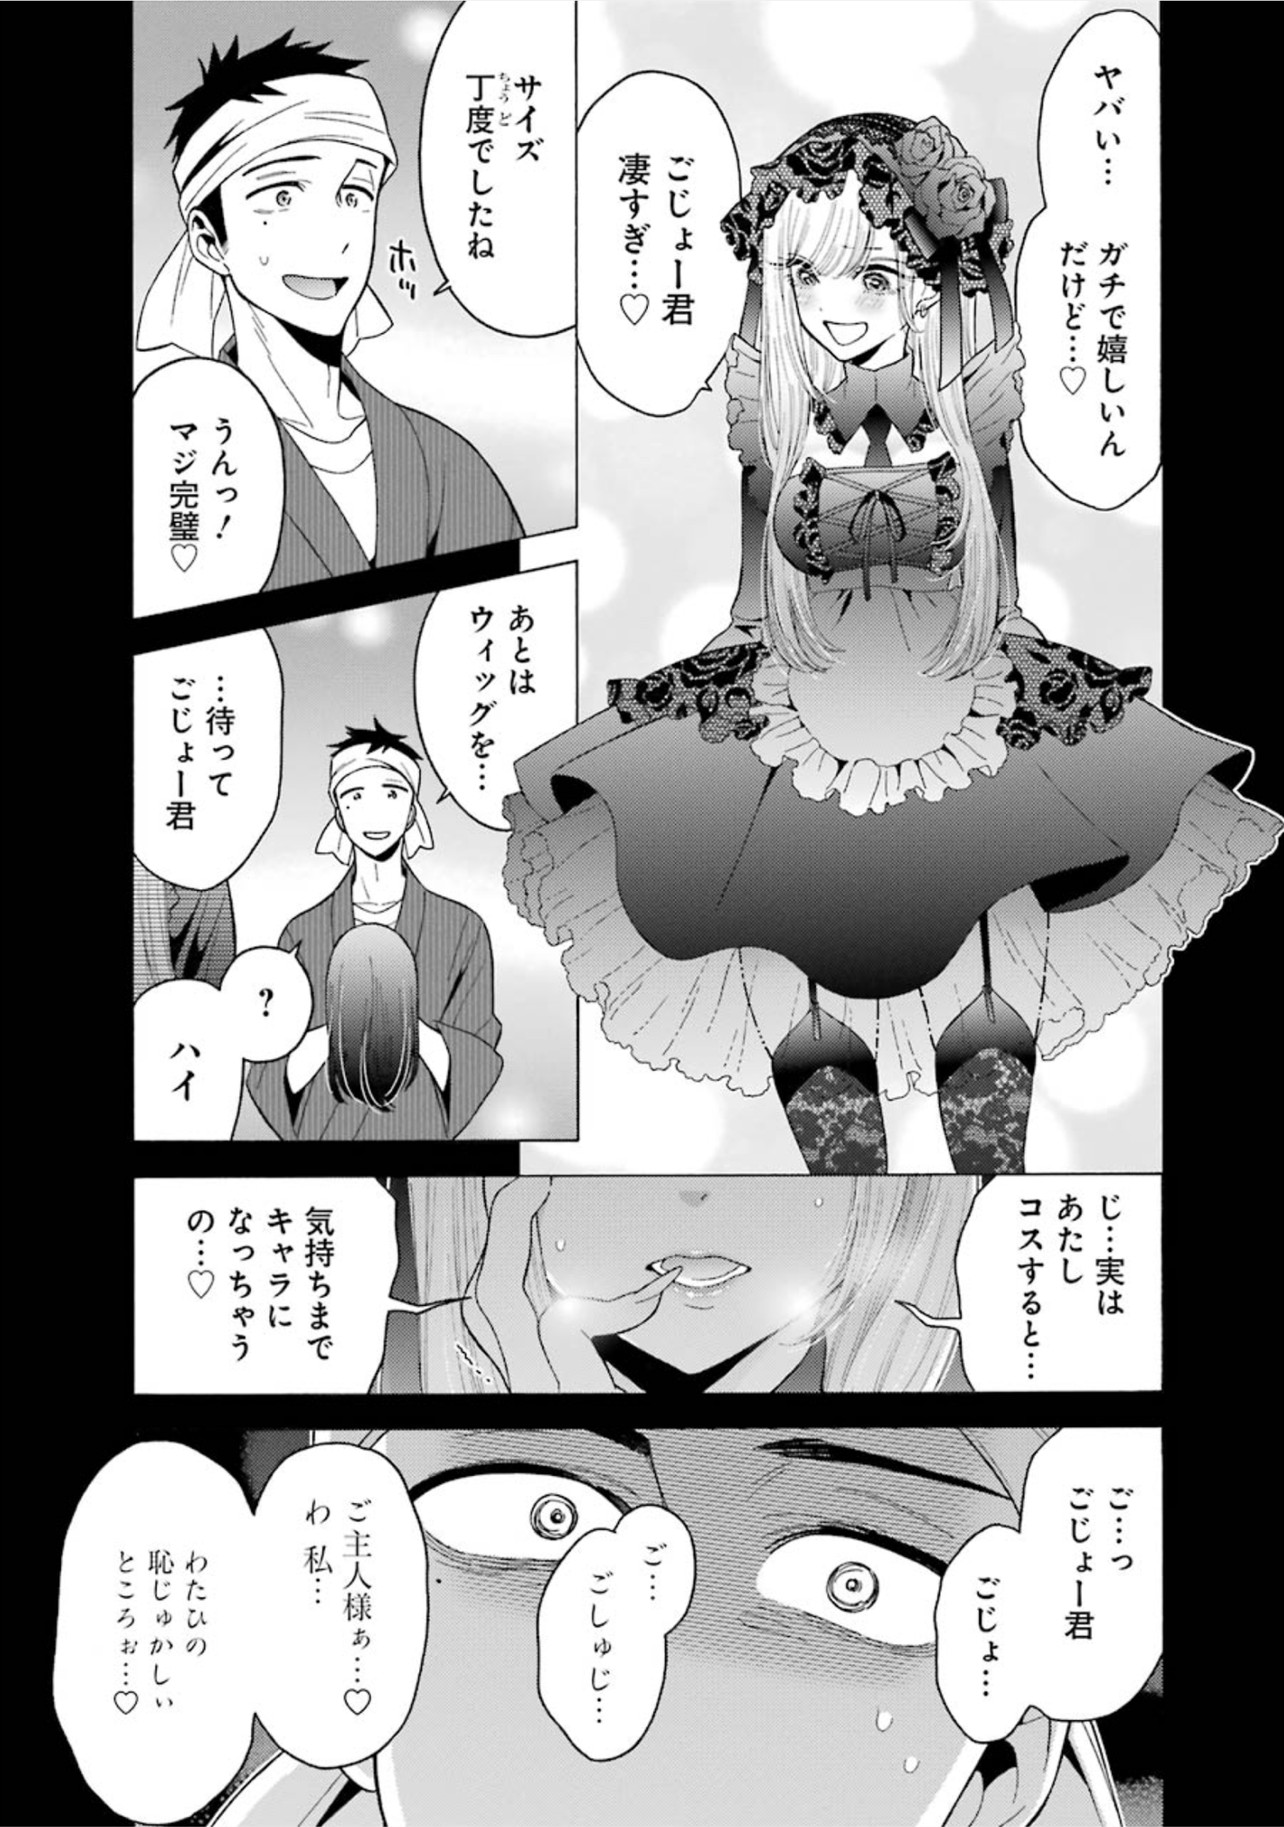 ヤバい…
ガチで嬉しいん
だけど…♡
ごじょー君
凄すぎ…♡
サイズ
丁度でしたね
ちょうど
ホッ
うんっ！
マジ完璧♡
あとは
ウィッグを…
…待って
ごじょー君
？
ハイ
じ…実は
あたし
コスすると…
気持ちまで
キャラに
なっちゃう
の…♡
ご…っ
ごじょー君
ごじょ…
ご…
ごしゅじ…
ご主人様ぁ…♡
わ 私…
わたひの
恥じゅかしぃ
ところぉ…♡